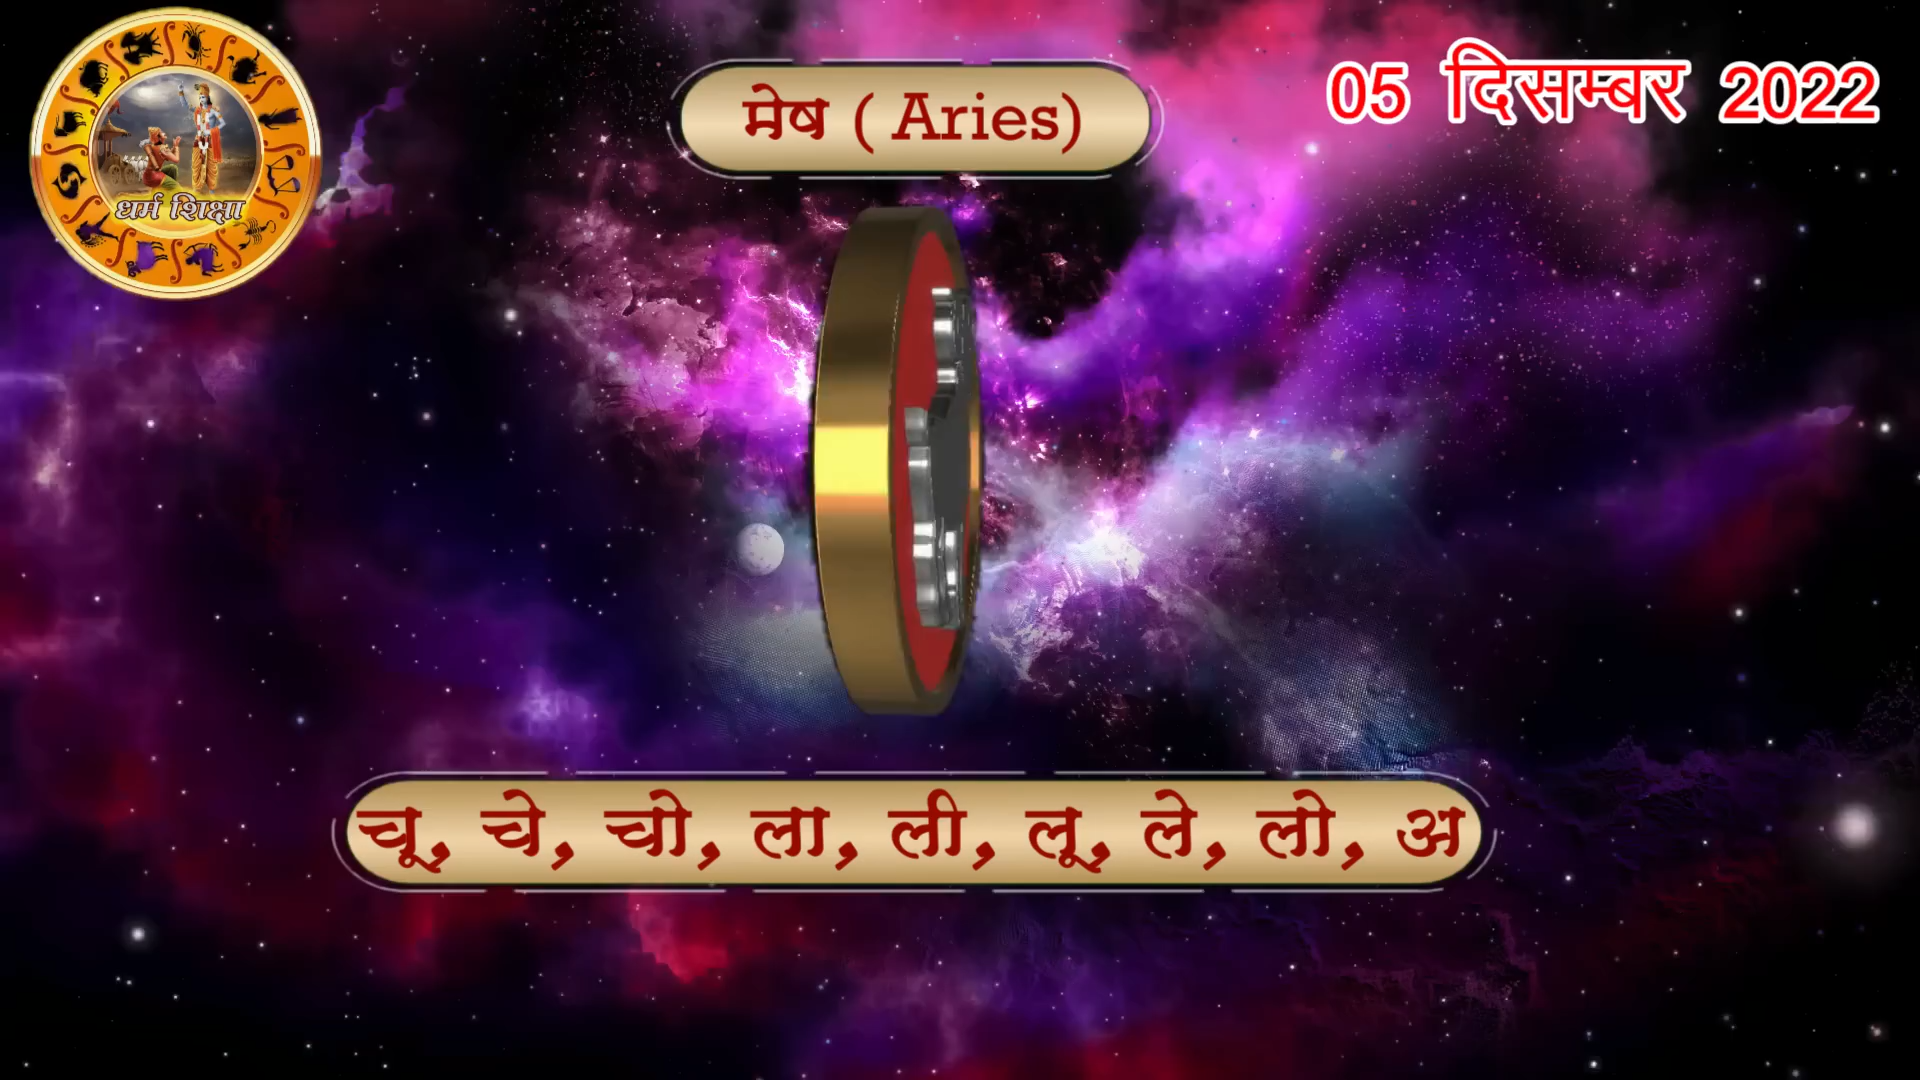 मेष ( Aries)
05 दिसम्बर 2022
धर्म शिक्षा
चू, चे, चो, ला, ली, लू, ले, लो, अ